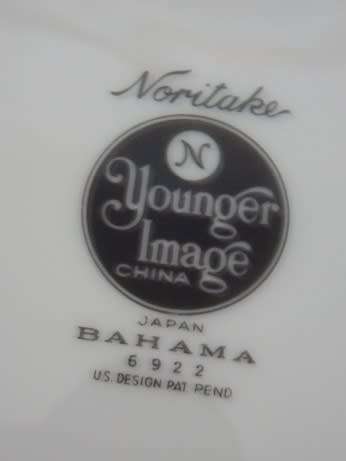 Noritake
N
Younger
Image
CHINA
JAPAN
BAHAMA
6922
U.S. DESIGN PAT. PEND.